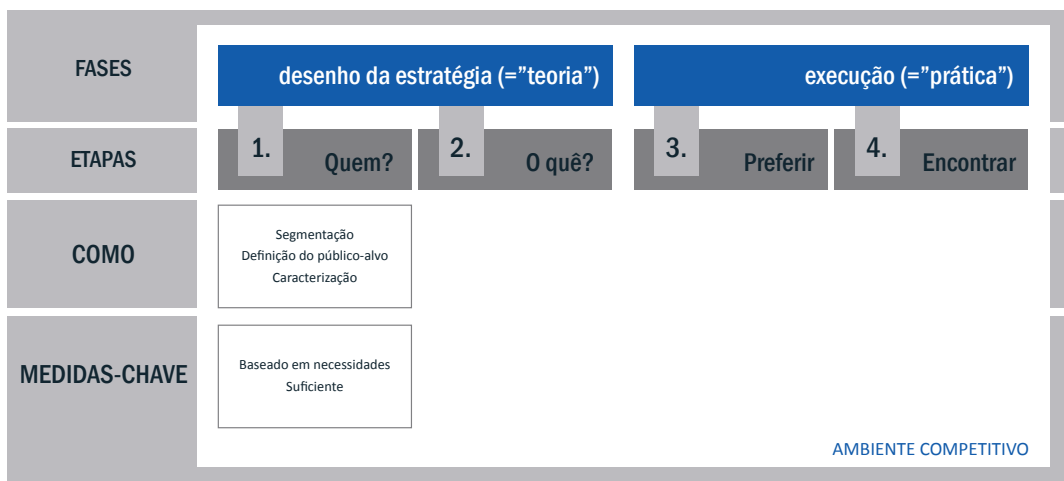 FASES
desenho da estratégia (=”teoria”)
execução (=”prática”)
ETAPAS
1.
Quem?
2.
O quê?
3.
Preferir
4.
Encontrar
COMO
Segmentação
Definição do público-alvo
Caracterização
MEDIDAS-CHAVE
Baseado em necessidades
Suficiente
AMBIENTE COMPETITIVO